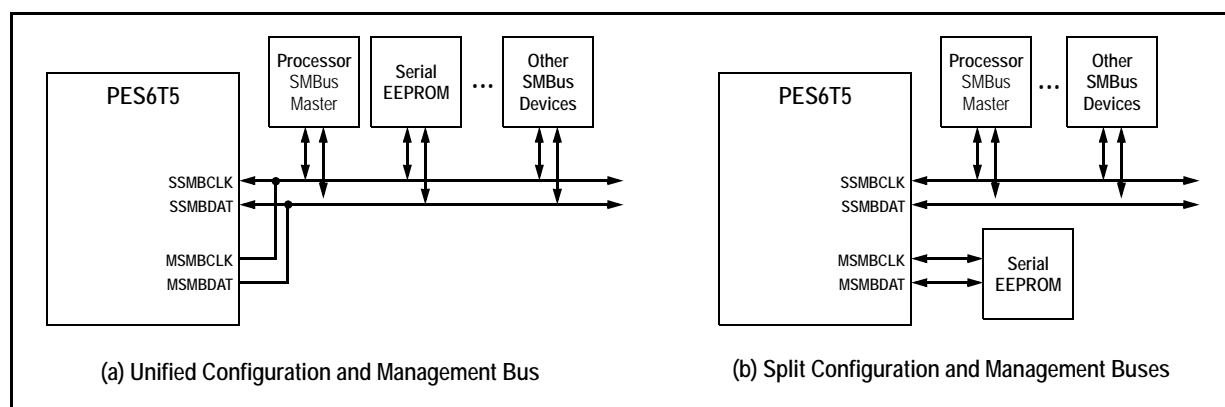 PES6T5
Processor
SMBus
Master
Serial
EEPROM
...
Other
SMBus
Devices
SSMBCLK
SSMBDAT
MSMBCLK
MSMBDAT
(a) Unified Configuration and Management Bus
PES6T5
Processor
SMBus
Master
...
Other
SMBus
Devices
SSMBCLK
SSMBDAT
MSMBCLK
MSMBDAT
Serial
EEPROM
(b) Split Configuration and Management Buses